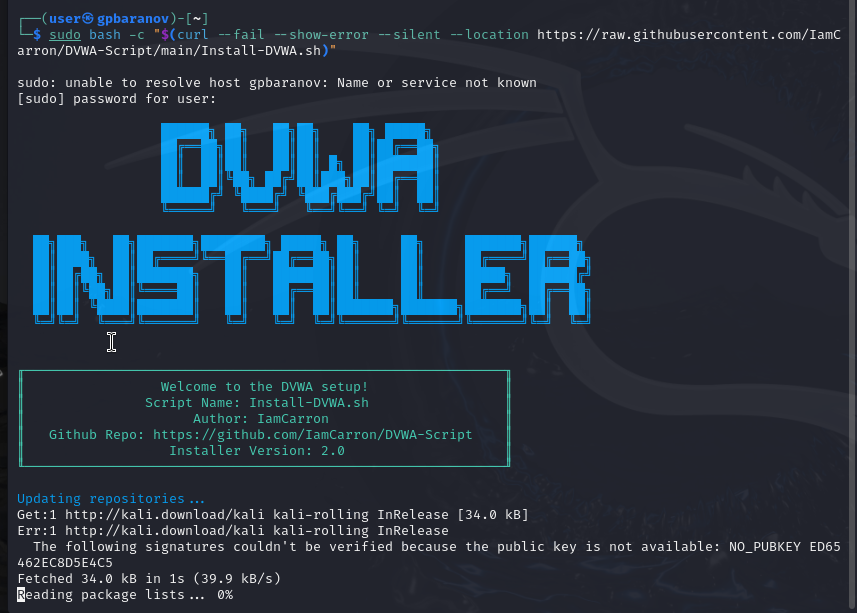 ┌──(user㉿gpbaranov)-[~]
└─$ sudo bash -c "$(curl --fail --show-error --silent --location https://raw.githubusercontent.com/IamC
arron/DVWA-Script/main/Install-DVWA.sh)"
sudo: unable to resolve host gpbaranov: Name or service not known
[sudo] password for user:
DVWA
INSTALLER
Welcome to the DVWA setup!
Script Name: Install-DVWA.sh
Author: IamCarron
Github Repo: https://github.com/IamCarron/DVWA-Script
Installer Version: 2.0
Updating repositories...
Get:1 http://kali.download/kali kali-rolling InRelease [34.0 kB]
Err:1 http://kali.download/kali kali-rolling InRelease
The following signatures couldn't be verified because the public key is not available: NO_PUBKEY ED65
462EC8D5E4C5
Fetched 34.0 kB in 1s (39.9 kB/s)
Reading package lists... 0%